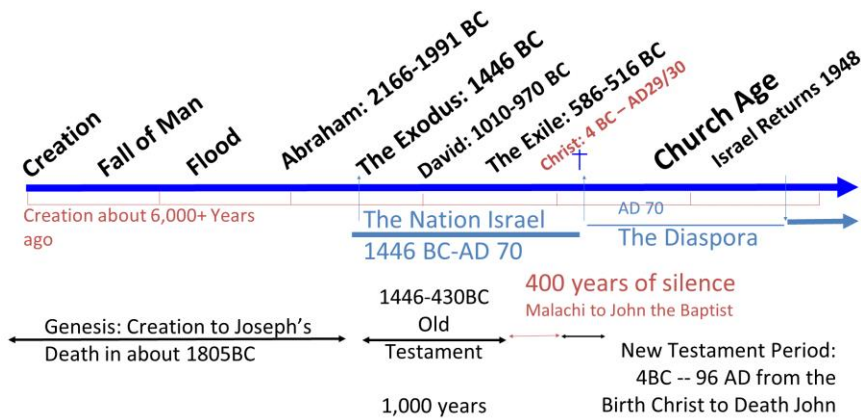 Creation
Fall of Man
Flood
Abraham: 2166-1991 BC
The Exodus: 1446 BC
David: 1010-970 BC
The Exile: 586-516 BC
Christ: 4 BC – AD29/30
Church Age
Israel Returns 1948
Creation about 6,000+ Years
ago
The Nation Israel
1446 BC-AD 70
AD 70
The Diaspora
Genesis: Creation to Joseph's
Death in about 1805BC
1446-430BC
Old
Testament
1,000 years
400 years of silence
Malachi to John the Baptist
New Testament Period:
4BC -- 96 AD from the
Birth Christ to Death John